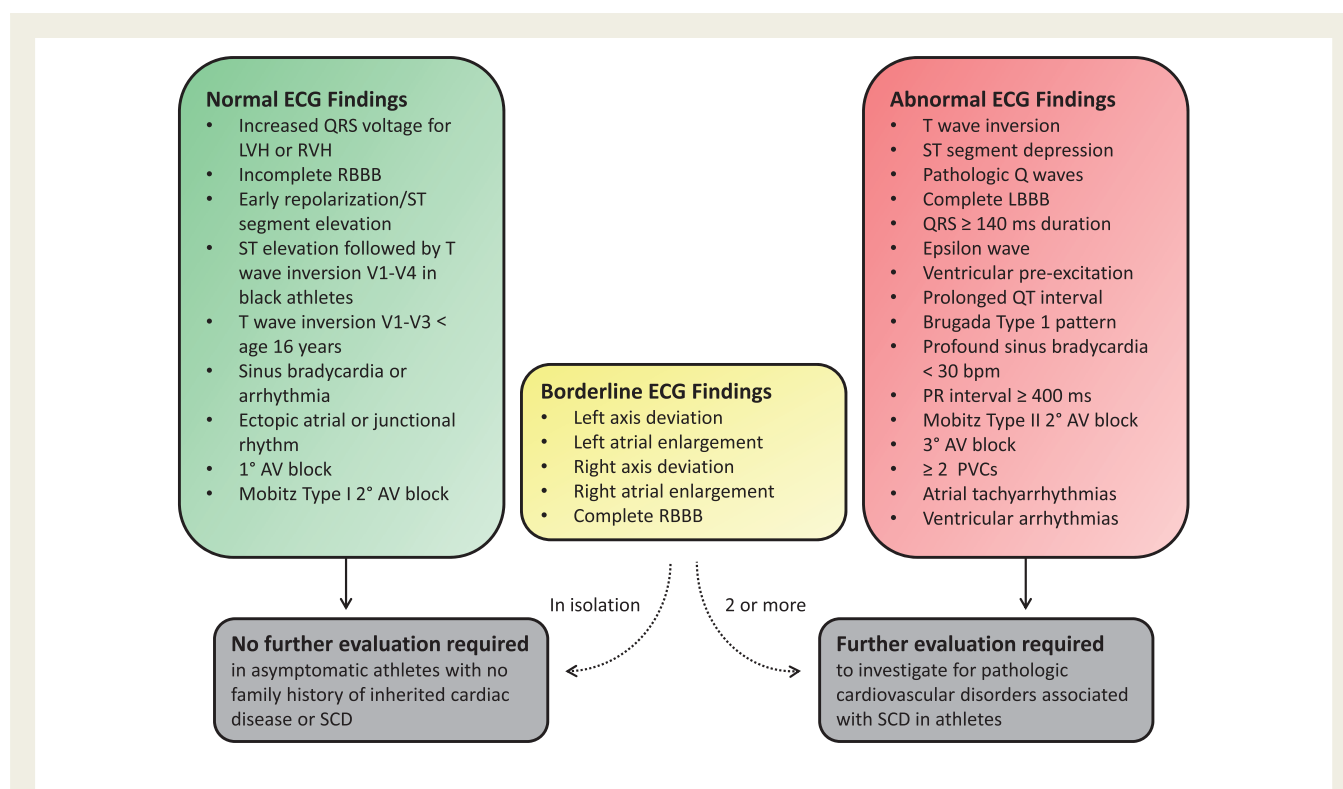 Normal ECG Findings
• Increased QRS voltage for
LVH or RVH
• Incomplete RBBB
• Early repolarization/ST
segment elevation
• ST elevation followed by T
wave inversion V1-V4 in
black athletes
• T wave inversion V1-V3 <
age 16 years
• Sinus bradycardia or
arrhythmia
• Ectopic atrial or junctional
rhythm
• 1° AV block
• Mobitz Type I 2° AV block
Borderline ECG Findings
• Left axis deviation
• Left atrial enlargement
• Right axis deviation
• Right atrial enlargement
• Complete RBBB
Abnormal ECG Findings
• T wave inversion
• ST segment depression
• Pathologic Q waves
• Complete LBBB
• QRS ≥ 140 ms duration
• Epsilon wave
• Ventricular pre-excitation
• Prolonged QT interval
• Brugada Type 1 pattern
• Profound sinus bradycardia
< 30 bpm
• PR interval ≥ 400 ms
• Mobitz Type II 2° AV block
• 3° AV block
• ≥ 2 PVCs
• Atrial tachyarrhythmias
• Ventricular arrhythmias
In isolation
2 or more
No further evaluation required
in asymptomatic athletes with no
family history of inherited cardiac
disease or SCD
Further evaluation required
to investigate for pathologic
cardiovascular disorders associated
with SCD in athletes